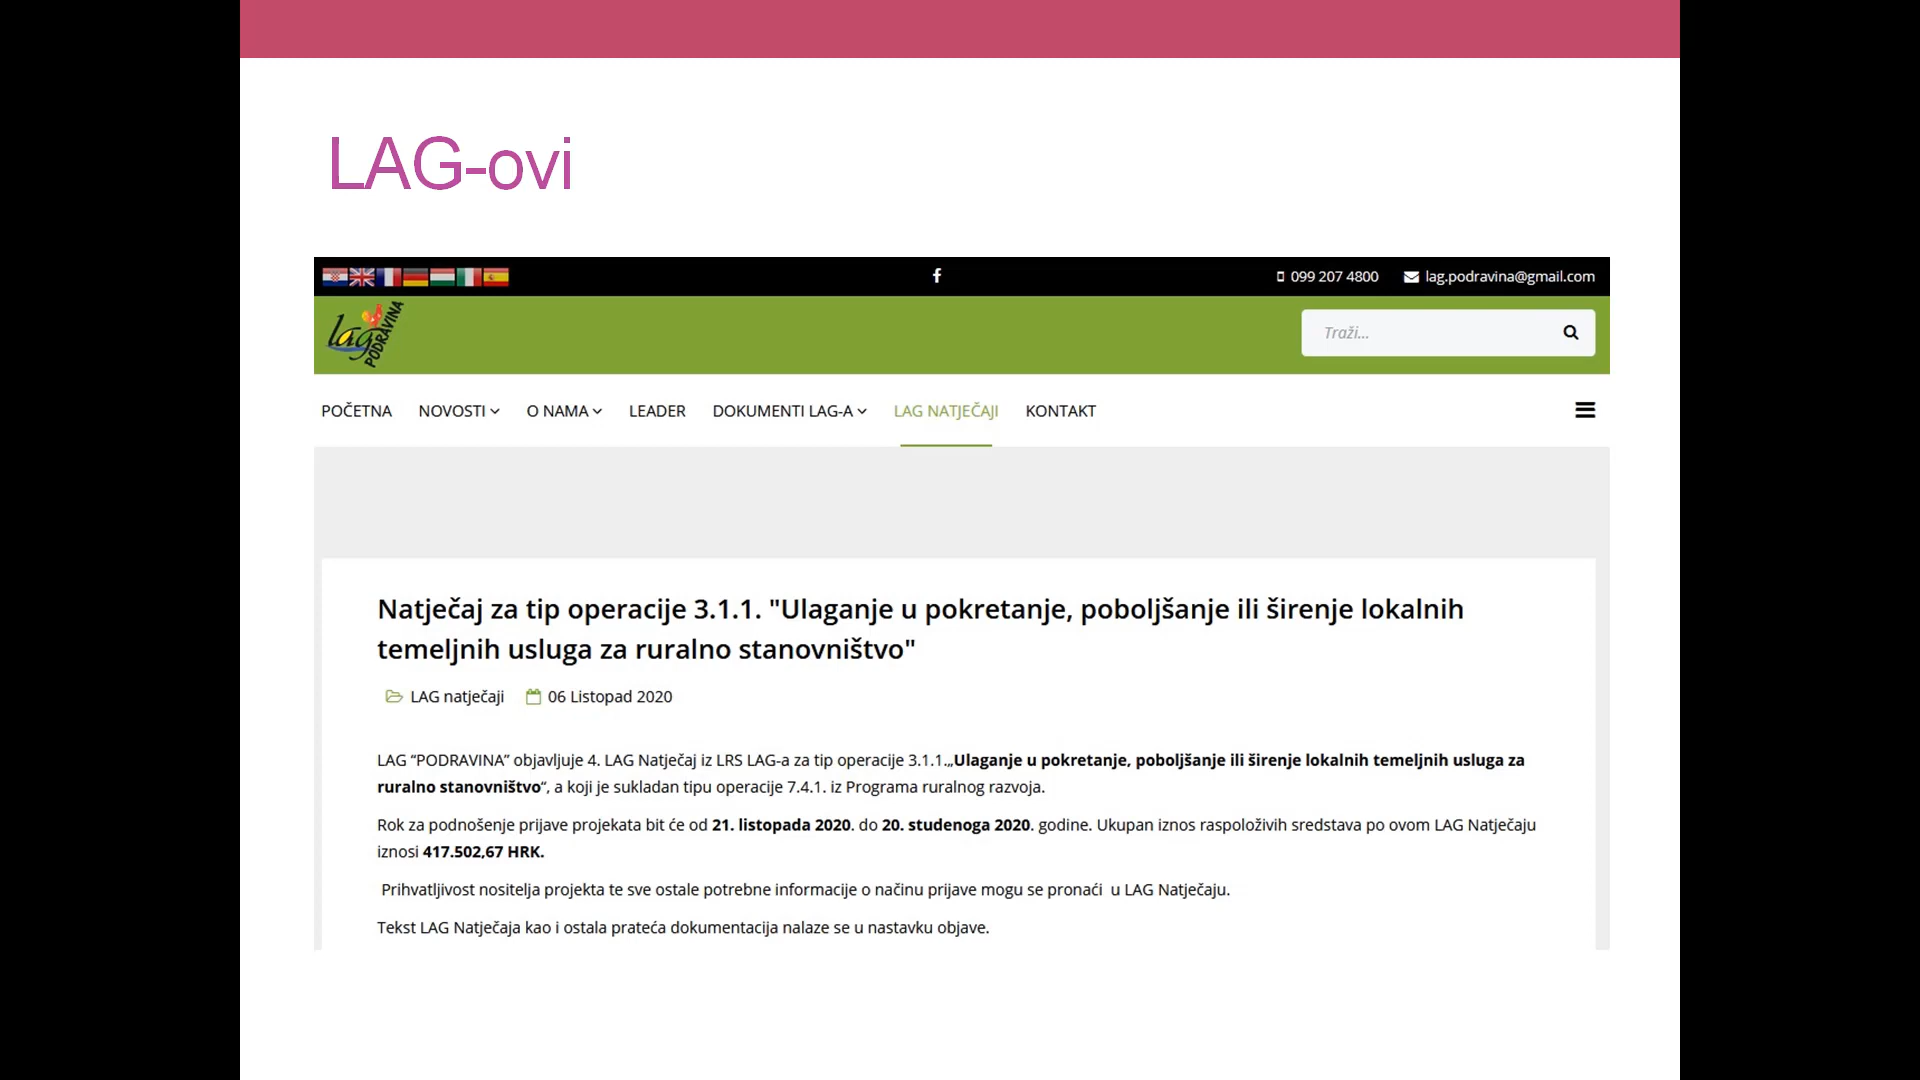 LAG-ovi
099 207 4800 lag.podravina@gmail.com
lag PODRAVINA
Traži...
POČETNA NOVOSTI O NAMA LEADER DOKUMENTI LAG-A LAG NATJEČAJI KONTAKT
Natječaj za tip operacije 3.1.1. "Ulaganje u pokretanje, poboljšanje ili širenje lokalnih
temeljnih usluga za ruralno stanovništvo"
LAG natječaji 06 Listopad 2020
LAG “PODRAVINA” objavljuje 4. LAG Natječaj iz LRS LAG-a za tip operacije 3.1.1.„Ulaganje u pokretanje, poboljšanje ili širenje lokalnih temeljnih usluga za
ruralno stanovništvo“, a koji je sukladan tipu operacije 7.4.1. iz Programa ruralnog razvoja.
Rok za podnošenje prijave projekata bit će od 21. listopada 2020. do 20. studenoga 2020. godine. Ukupan iznos raspoloživih sredstava po ovom LAG Natječaju
iznosi 417.502,67 HRK.
Prihvatljivost nositelja projekta te sve ostale potrebne informacije o načinu prijave mogu se pronaći u LAG Natječaju.
Tekst LAG Natječaja kao i ostala prateća dokumentacija nalaze se u nastavku objave.